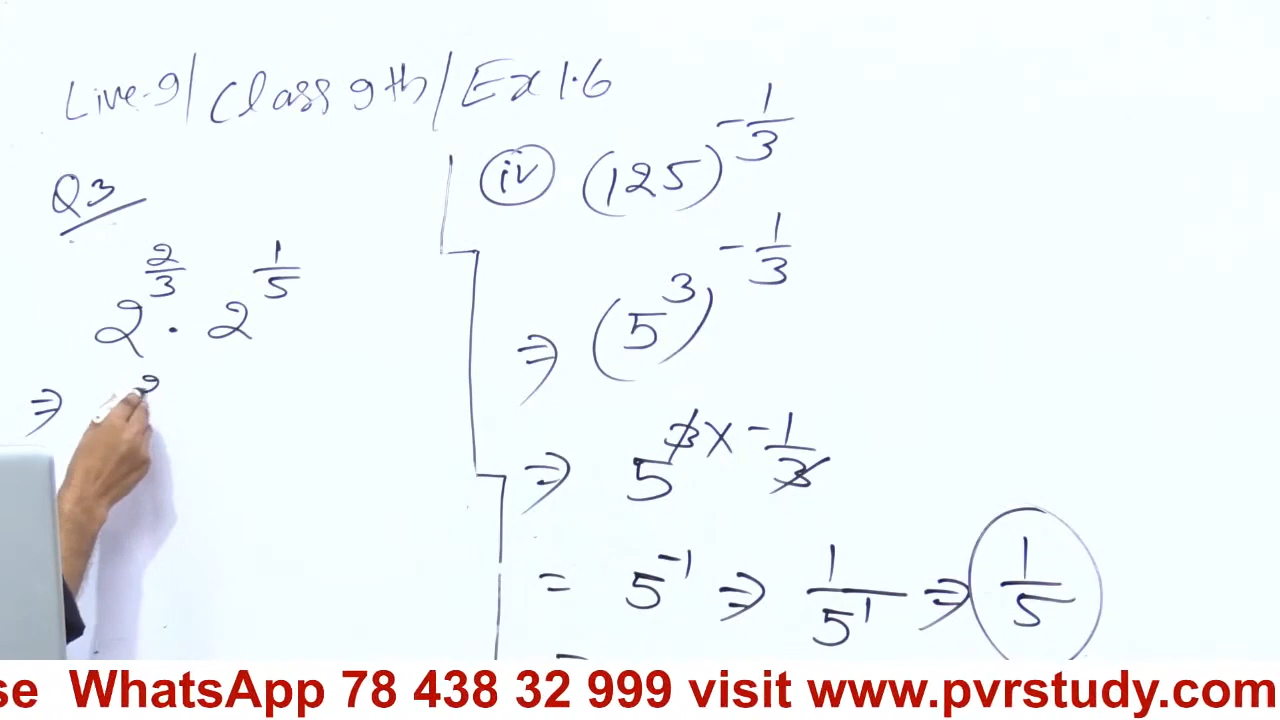 Live-9/Class 9th/Ex 1.6
Q3
2^(2/3) · 2^(1/5)
⇒ 2
(iv) (125)^(-1/3)
⇒ (5^3)^(-1/3)
⇒ 5^(3 × -1/3)
= 5^-1 ⇒ 1/5^1 ⇒ 1/5
se WhatsApp 78 438 32 999 visit www.pvrstudy.com